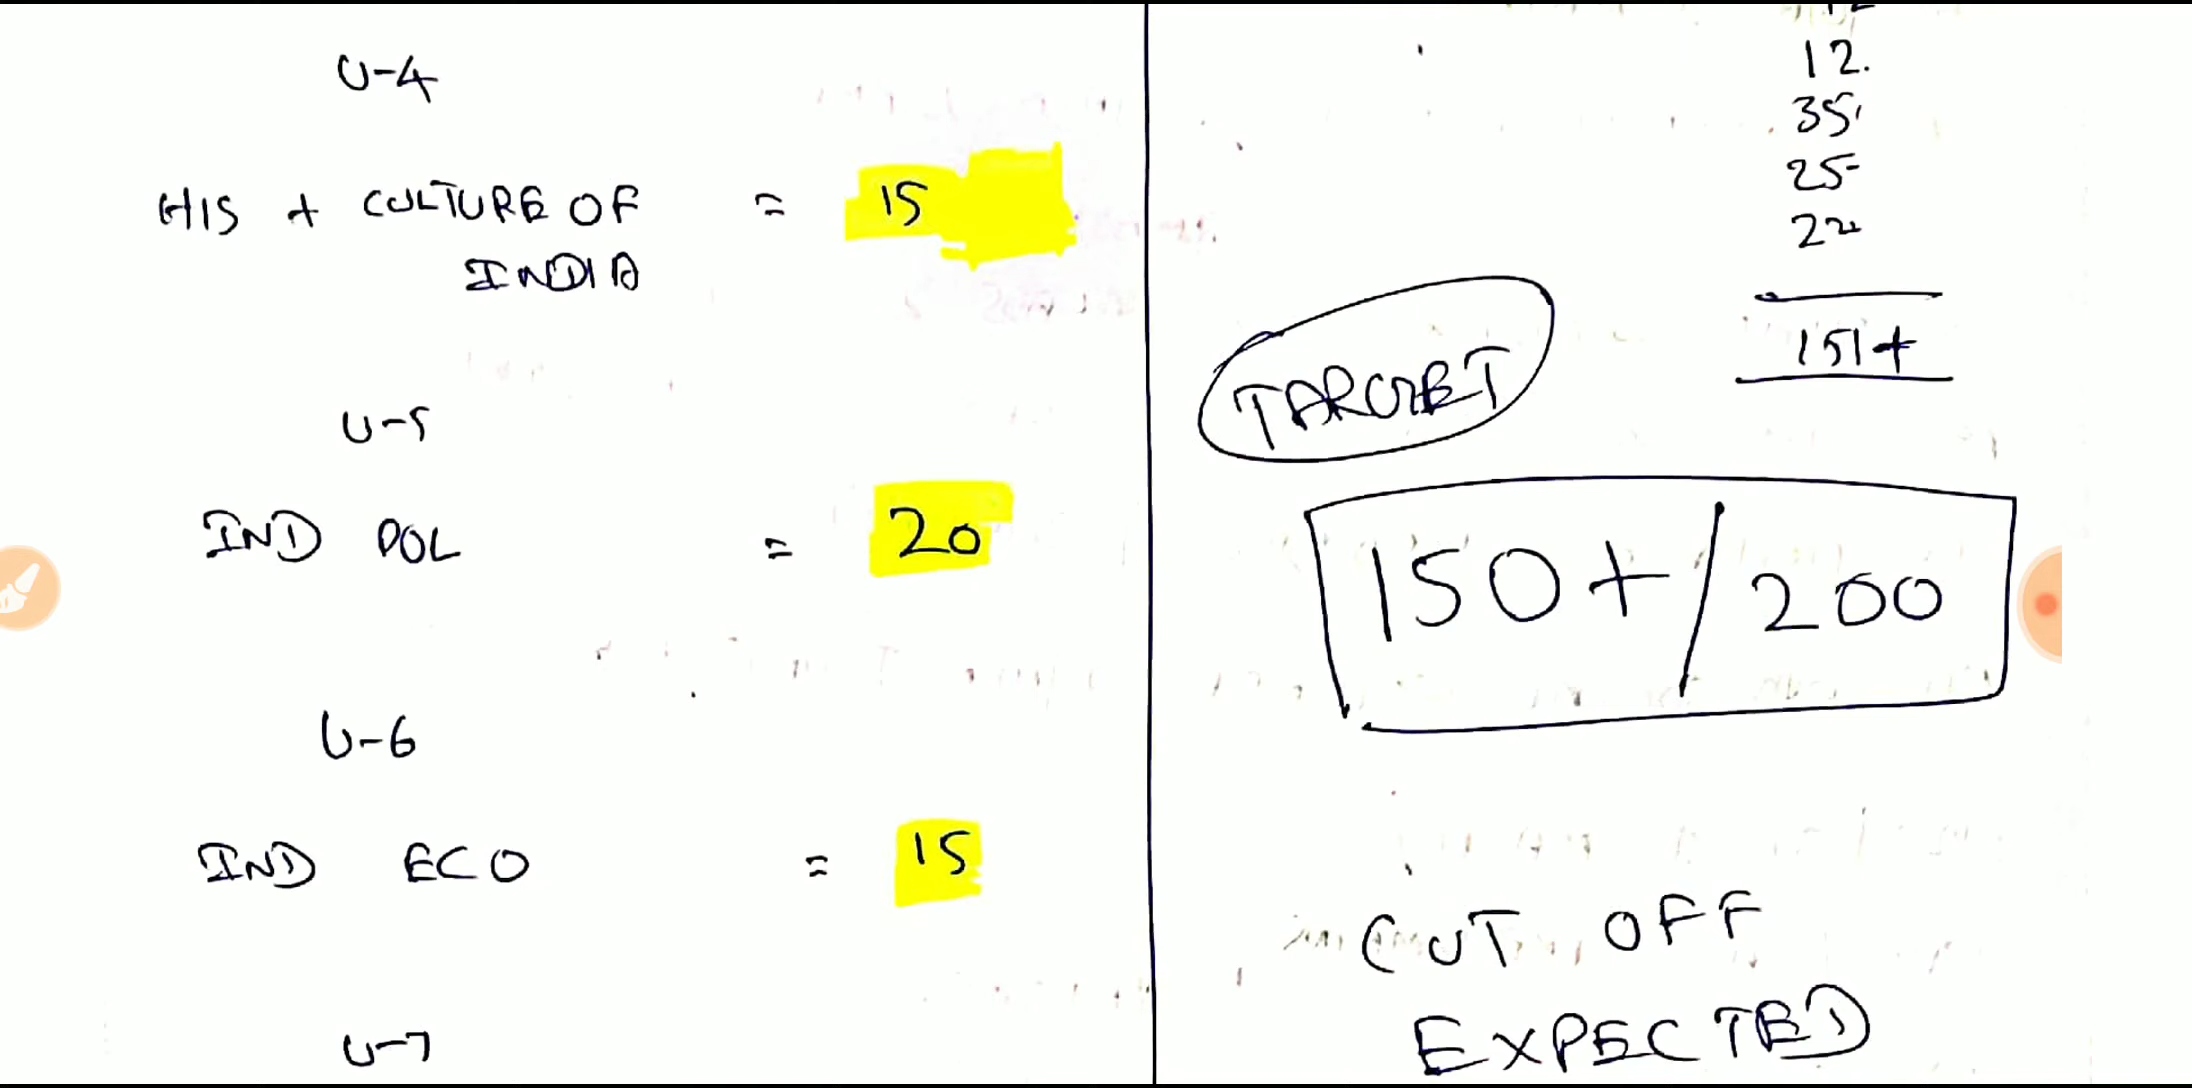 U-4
HIS + CULTURE OF = 15
INDIA
U-5
IND POL = 20
U-6
IND ECO = 15
U-7
12.
35
25
22
151+
TARGET
150+/200
CUT OFF
EXPECTED